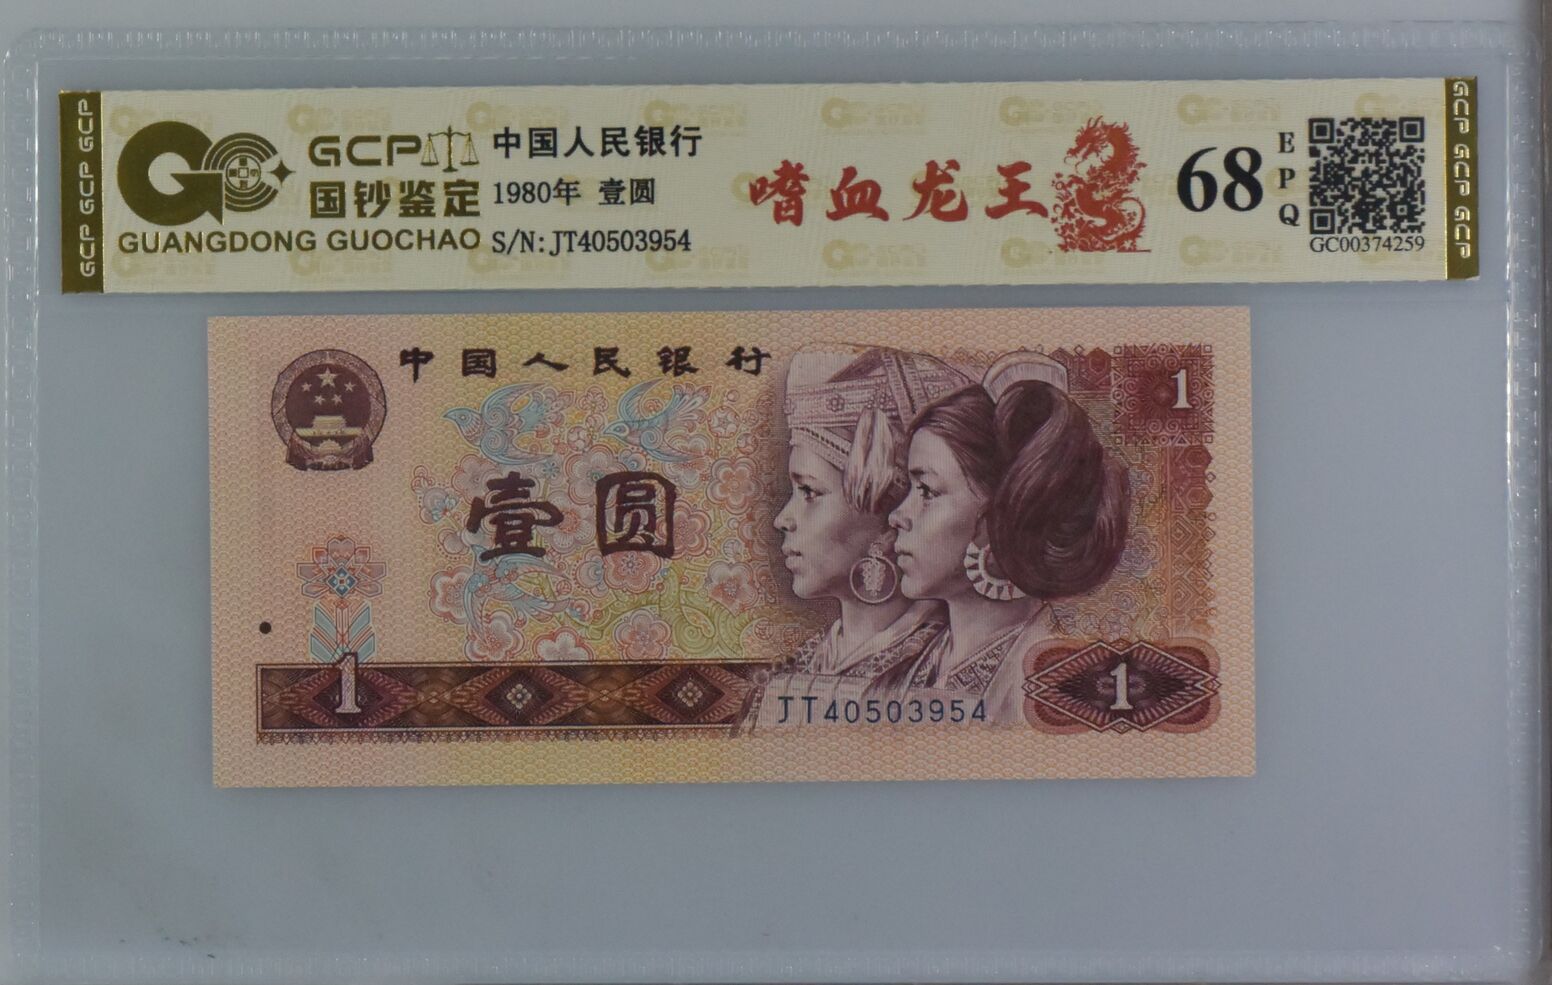 GCP GCP GCP
GCP
国钞鉴定
GUANGDONG GUOCHAO
中国人民银行
1980年 壹圆
S/N:JT40503954
嗜血龙王
68
EPQ
GC00374259
GCP GCP GCP
中国人民银行
1
壹圆
1
JT40503954
1